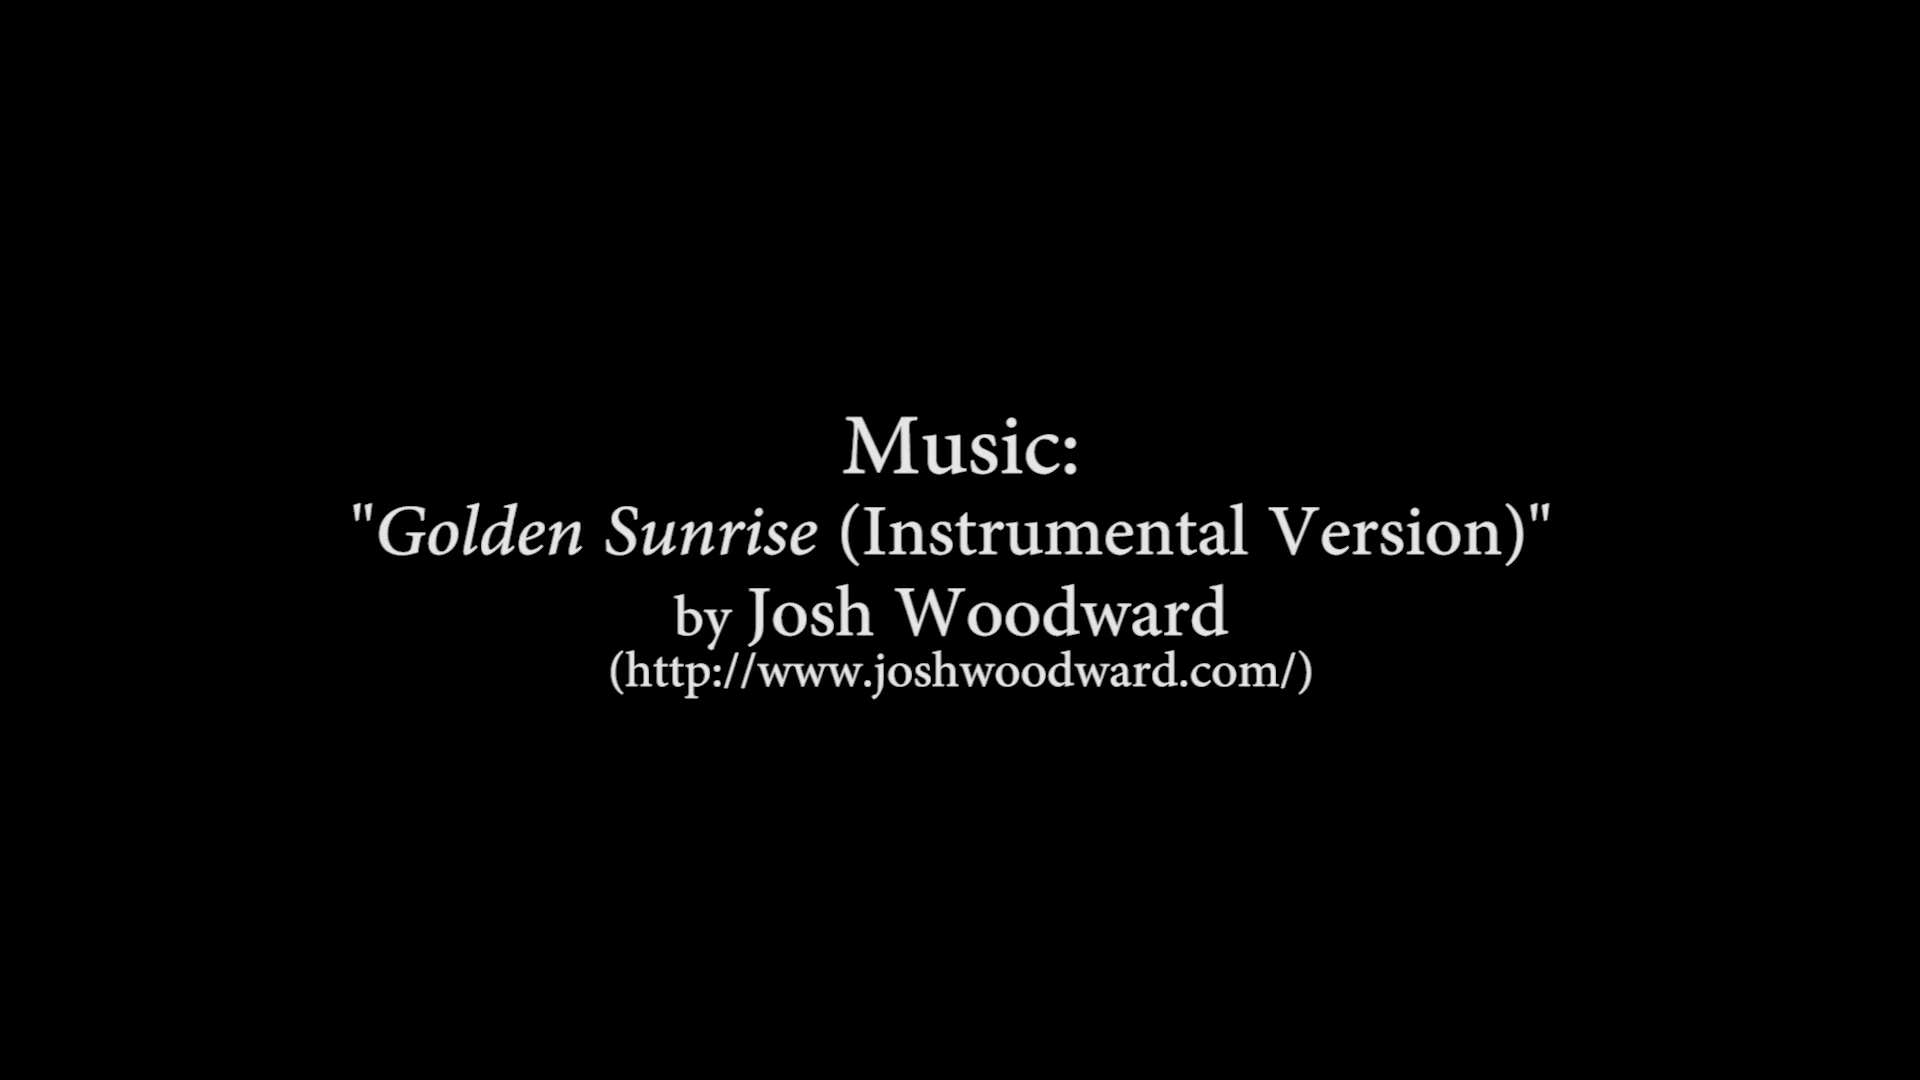 Music:
"Golden Sunrise (Instrumental Version)"
by Josh Woodward
(http://www.joshwoodward.com/)